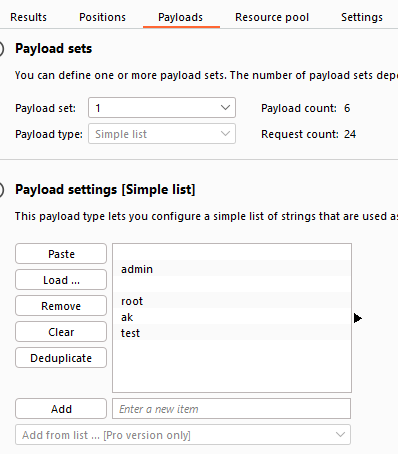 Results Positions Payloads Resource pool Settings
Payload sets
You can define one or more payload sets. The number of payload sets depe
Payload set: 1 Payload count: 6
Payload type: Simple list Request count: 24
Payload settings [Simple list]
This payload type lets you configure a simple list of strings that are used as
Paste
admin
Load ...
Remove root
ak
Clear test
Deduplicate
Add Enter a new item
Add from list ... [Pro version only]